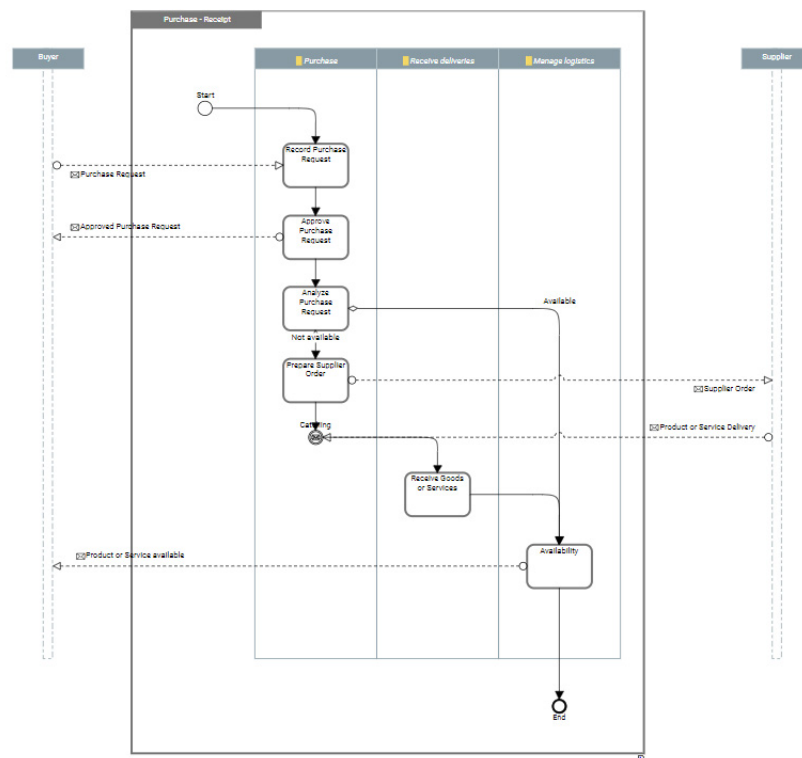 Purchase - Receipt
Buyer
Supplier
Purchase
Receive deliveries
Manage logistics
Start
Record Purchase
Request
Purchase Request
Approve
Purchase
Request
Approved Purchase Request
Analyze
Purchase
Request
Available
Not available
Prepare Supplier
Order
Supplier Order
Product or Service Delivery
Receive Goods
or Services
Availability
Product or Service available
End